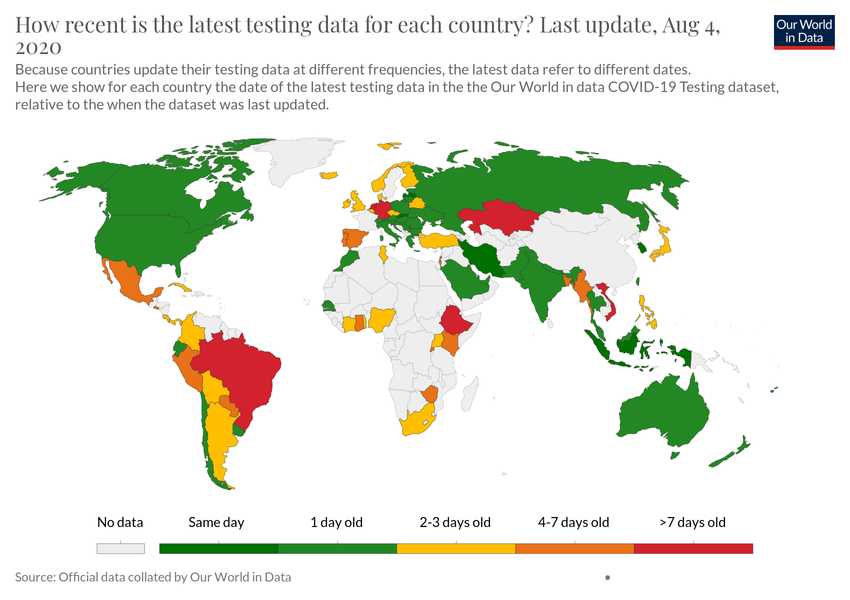 How recent is the latest testing data for each country? Last update, Aug 4,
2020
Our World
in Data
Because countries update their testing data at different frequencies, the latest data refer to different dates.
Here we show for each country the date of the latest testing data in the the Our World in data COVID-19 Testing dataset,
relative to the when the dataset was last updated.
No data
Same day
1 day old
2-3 days old
4-7 days old
>7 days old
Source: Official data collated by Our World in Data